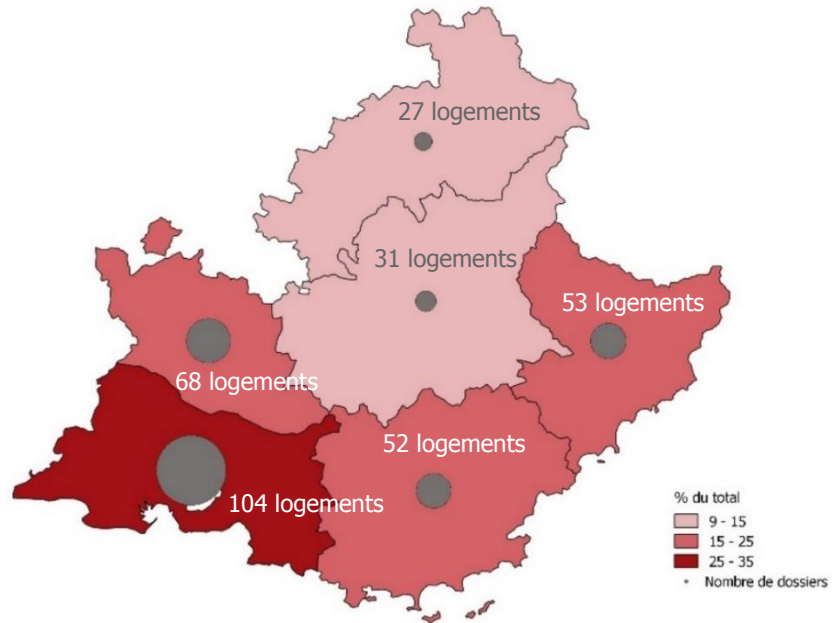 27 logements
31 logements
53 logements
68 logements
52 logements
104 logements
% du total
9 - 15
15 - 25
25 - 35
Nombre de dossiers